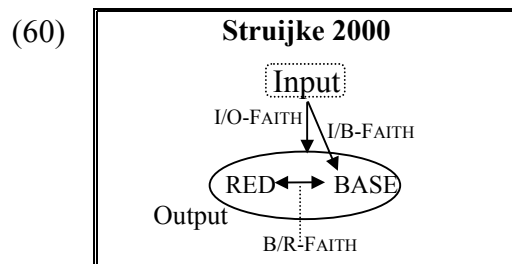 (60)
Struijke 2000
Input
I/O-FAITH I/B-FAITH
RED BASE
Output
B/R-FAITH